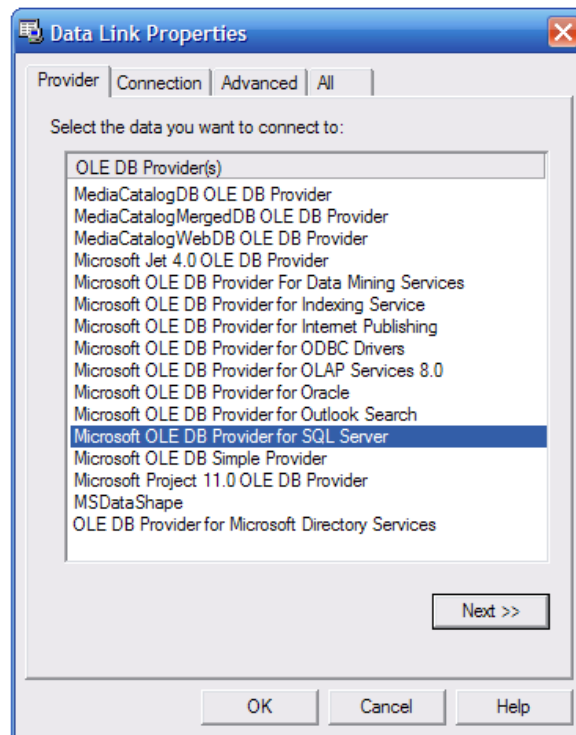 Data Link Properties
Provider Connection Advanced All
Select the data you want to connect to:
OLE DB Provider(s)
MediaCatalogDB OLE DB Provider
MediaCatalogMergedDB OLE DB Provider
MediaCatalogWebDB OLE DB Provider
Microsoft Jet 4.0 OLE DB Provider
Microsoft OLE DB Provider For Data Mining Services
Microsoft OLE DB Provider for Indexing Service
Microsoft OLE DB Provider for Internet Publishing
Microsoft OLE DB Provider for ODBC Drivers
Microsoft OLE DB Provider for OLAP Services 8.0
Microsoft OLE DB Provider for Oracle
Microsoft OLE DB Provider for Outlook Search
Microsoft OLE DB Provider for SQL Server
Microsoft OLE DB Simple Provider
Microsoft Project 11.0 OLE DB Provider
MSDataShape
OLE DB Provider for Microsoft Directory Services
Next >>
OK Cancel Help